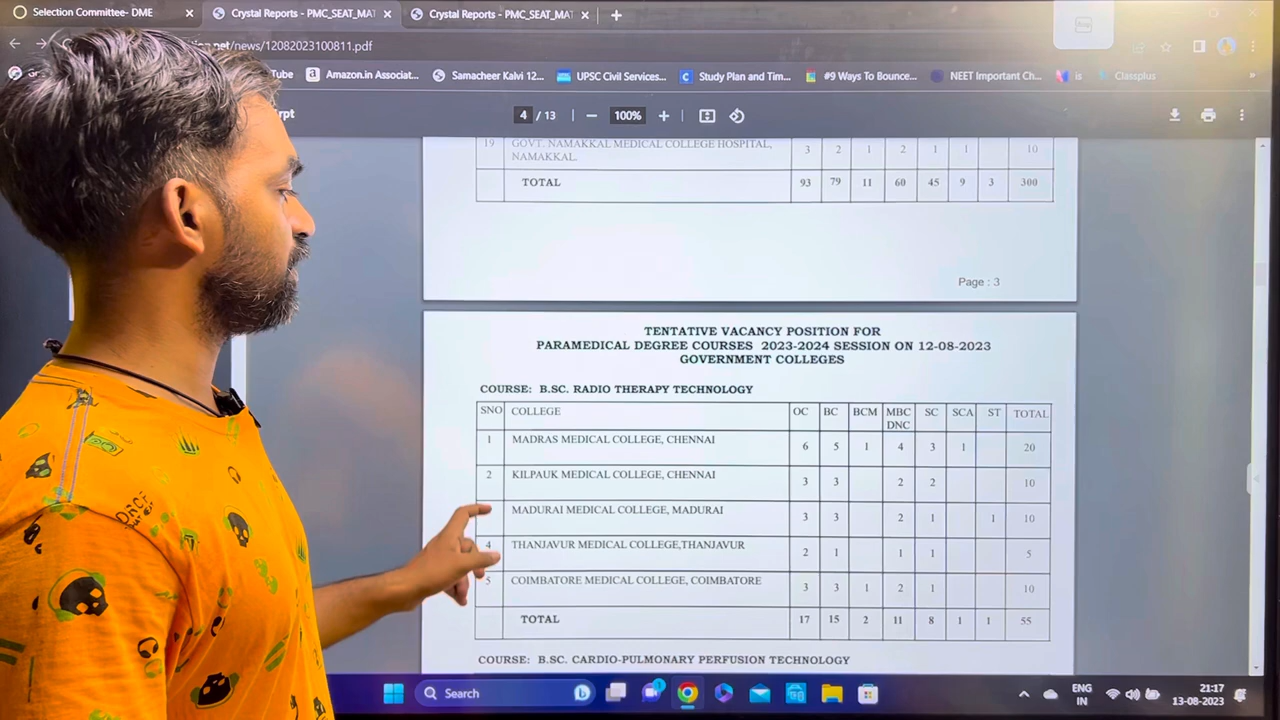 Selection Committee- DME
Crystal Reports - PMC_SEAT_MAT
Crystal Reports - PMC_SEAT_MAT
net/news/12082023100811.pdf
Tube
Amazon.in Associat...
Samacheer Kalvi 12...
UPSC Civil Services...
Study Plan and Tim...
#9 Ways To Bounce...
NEET Important Ch...
is
Classplus
rpt
4 / 13
100%
19 GOVT. NAMAKKAL MEDICAL COLLEGE HOSPITAL, 3 2 1 2 1 1 10
NAMAKKAL.
TOTAL 93 79 11 60 45 9 3 300
Page : 3
TENTATIVE VACANCY POSITION FOR
PARAMEDICAL DEGREE COURSES 2023-2024 SESSION ON 12-08-2023
GOVERNMENT COLLEGES
COURSE: B.SC. RADIO THERAPY TECHNOLOGY
SNO COLLEGE OC BC BCM MBC SC SCA ST TOTAL
DNC
1 MADRAS MEDICAL COLLEGE, CHENNAI 6 5 1 4 3 1 20
2 KILPAUK MEDICAL COLLEGE, CHENNAI 3 3 2 2 10
MADURAI MEDICAL COLLEGE, MADURAI 3 3 2 1 1 10
4 THANJAVUR MEDICAL COLLEGE,THANJAVUR 2 1 1 1 5
5 COIMBATORE MEDICAL COLLEGE, COIMBATORE 3 3 1 2 1 10
TOTAL 17 15 2 11 8 1 1 55
COURSE: B.SC. CARDIO-PULMONARY PERFUSION TECHNOLOGY
Search
ENG
IN
21:17
13-08-2023